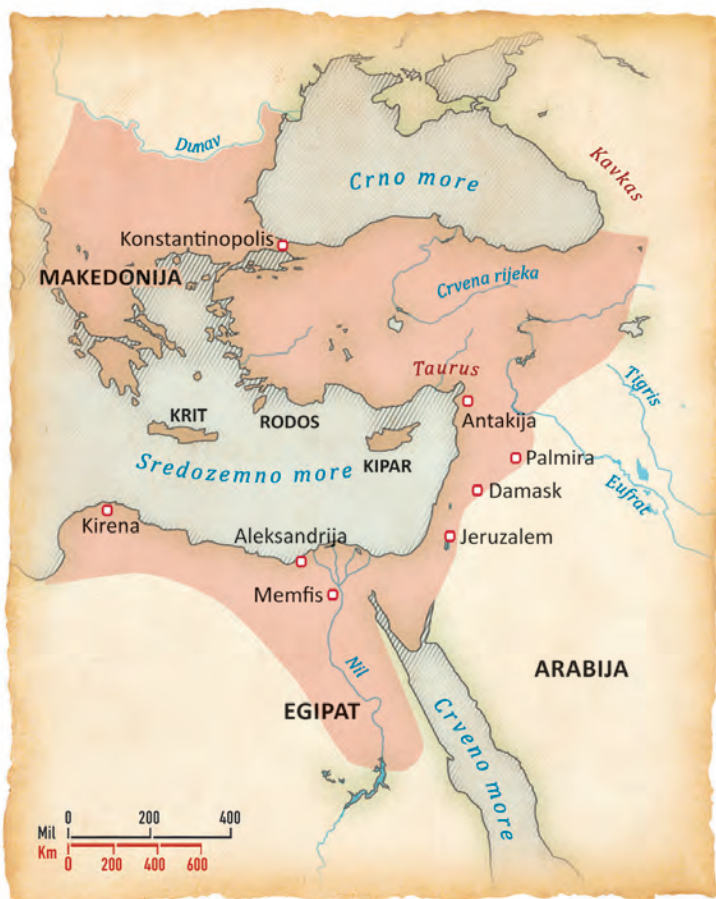 Dunav
Crno more
Kavkas
Konstantinopolis
MAKEDONIJA
Crvena rijeka
Taurus
Tigris
Antakija
KRIT
RODOS
KIPAR
Palmira
Sredozemno more
Damask
Eufrat
Kirena
Aleksandrija
Jeruzalem
Memfis
Nil
ARABIJA
EGIPAT
Crveno more
0 200 400
Mil
Km
0 200 400 600